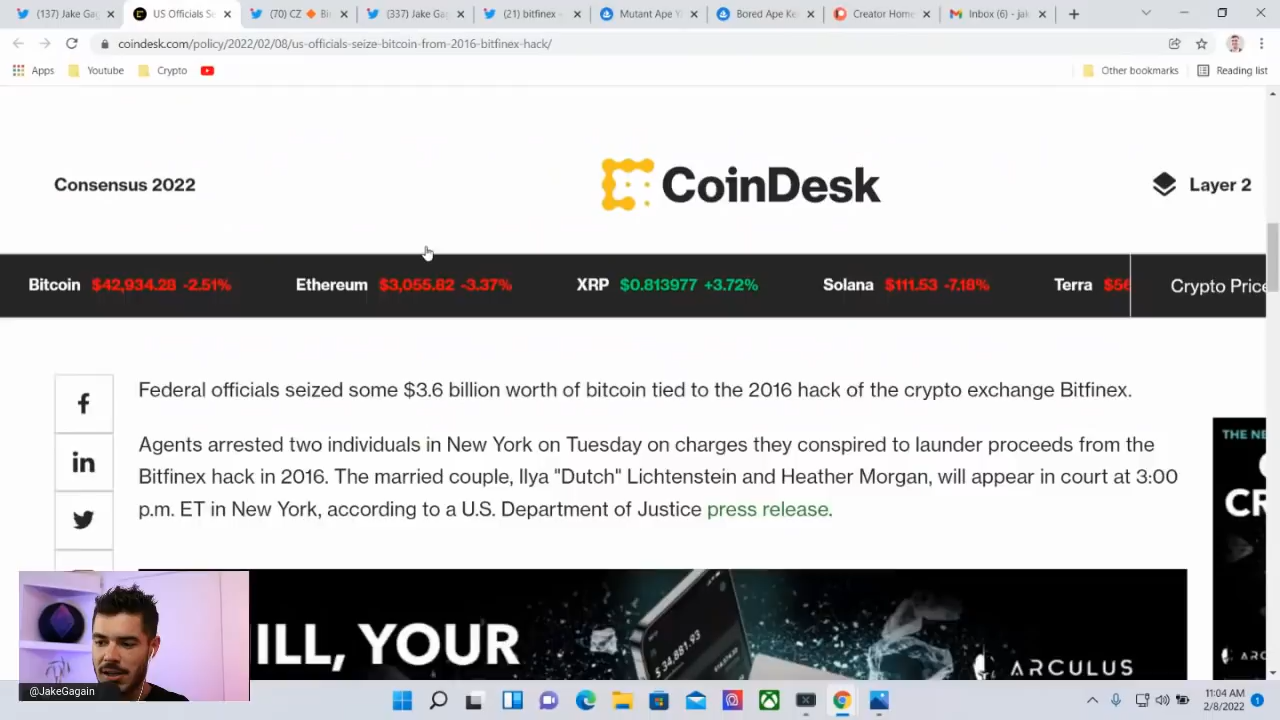 (137) Jake Ga
US Officials Se
(70) CZ Bi
(337) Jake Ga
(21) bitfinex -
Mutant Ape Y
Bored Ape Ke
Creator Home
Inbox (6) - jak
coindesk.com/policy/2022/02/08/us-officials-seize-bitcoin-from-2016-bitfinex-hack/
Apps Youtube Crypto Other bookmarks Reading list
Consensus 2022 CoinDesk Layer 2
Bitcoin $42,934.28 -2.51% Ethereum $3,055.82 -3.37% XRP $0.813977 +3.72% Solana $111.53 -7.18% Terra Crypto Price
Federal officials seized some $3.6 billion worth of bitcoin tied to the 2016 hack of the crypto exchange Bitfinex.
Agents arrested two individuals in New York on Tuesday on charges they conspired to launder proceeds from the
Bitfinex hack in 2016. The married couple, Ilya "Dutch" Lichtenstein and Heather Morgan, will appear in court at 3:00
p.m. ET in New York, according to a U.S. Department of Justice press release.
THE NE
CR
ILL, YOUR
$ 34,881.93
ARCULUS
ARC
@JakeGagain
11:04 AM
2/8/2022
1